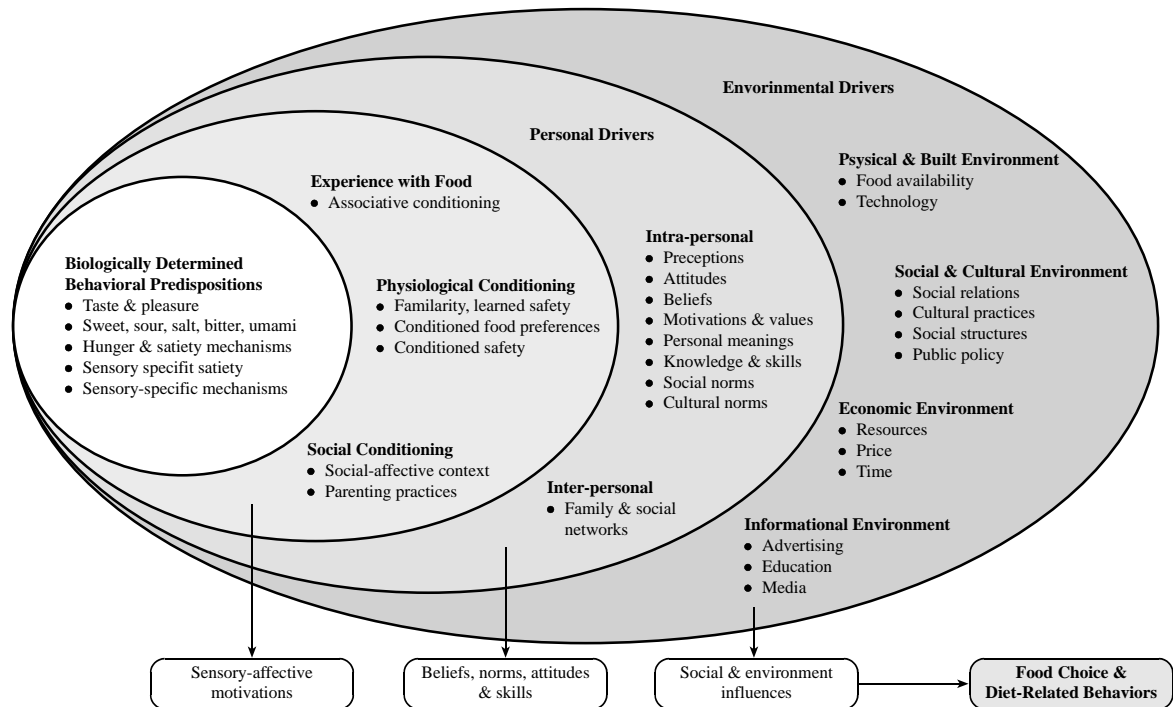 Envorinmental Drivers
Personal Drivers
Psysical & Built Environment
● Food availability
● Technology
Experience with Food
● Associative conditioning
Intra-personal
● Preceptions
● Attitudes
● Beliefs
● Motivations & values
● Personal meanings
● Knowledge & skills
● Social norms
● Cultural norms
Biologically Determined
Behavioral Predispositions
● Taste & pleasure
● Sweet, sour, salt, bitter, umami
● Hunger & satiety mechanisms
● Sensory specifit satiety
● Sensory-specific mechanisms
Physiological Conditioning
● Familarity, learned safety
● Conditioned food preferences
● Conditioned safety
Social & Cultural Environment
● Social relations
● Cultural practices
● Social structures
● Public policy
Economic Environment
● Resources
● Price
● Time
Social Conditioning
● Social-affective context
● Parenting practices
Inter-personal
● Family & social
networks
Informational Environment
● Advertising
● Education
● Media
Sensory-affective
motivations
Beliefs, norms, attitudes
& skills
Social & environment
influences
Food Choice &
Diet-Related Behaviors